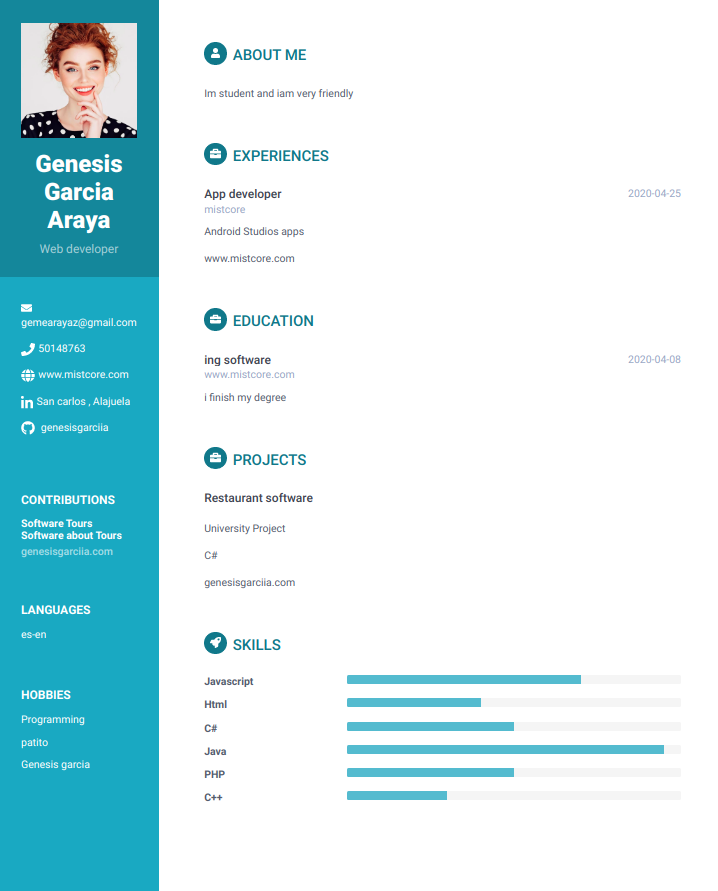 Genesis
Garcia
Araya
Web developer
gemearayaz@gmail.com
50148763
www.mistcore.com
San carlos , Alajuela
genesisgarciia
CONTRIBUTIONS
Software Tours
Software about Tours
genesisgarciia.com
LANGUAGES
es-en
HOBBIES
Programming
patito
Genesis garcia
ABOUT ME
Im student and iam very friendly
EXPERIENCES
App developer 2020-04-25
mistcore
Android Studios apps
www.mistcore.com
EDUCATION
ing software 2020-04-08
www.mistcore.com
i finish my degree
PROJECTS
Restaurant software
University Project
C#
genesisgarciia.com
SKILLS
Javascript
Html
C#
Java
PHP
C++